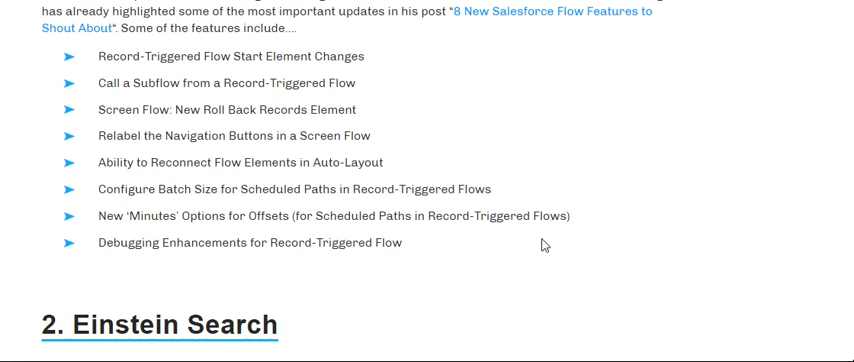 has already highlighted some of the most important updates in his post “8 New Salesforce Flow Features to
Shout About“. Some of the features include….
Record-Triggered Flow Start Element Changes
Call a Subflow from a Record-Triggered Flow
Screen Flow: New Roll Back Records Element
Relabel the Navigation Buttons in a Screen Flow
Ability to Reconnect Flow Elements in Auto-Layout
Configure Batch Size for Scheduled Paths in Record-Triggered Flows
New ‘Minutes’ Options for Offsets (for Scheduled Paths in Record-Triggered Flows)
Debugging Enhancements for Record-Triggered Flow
2. Einstein Search